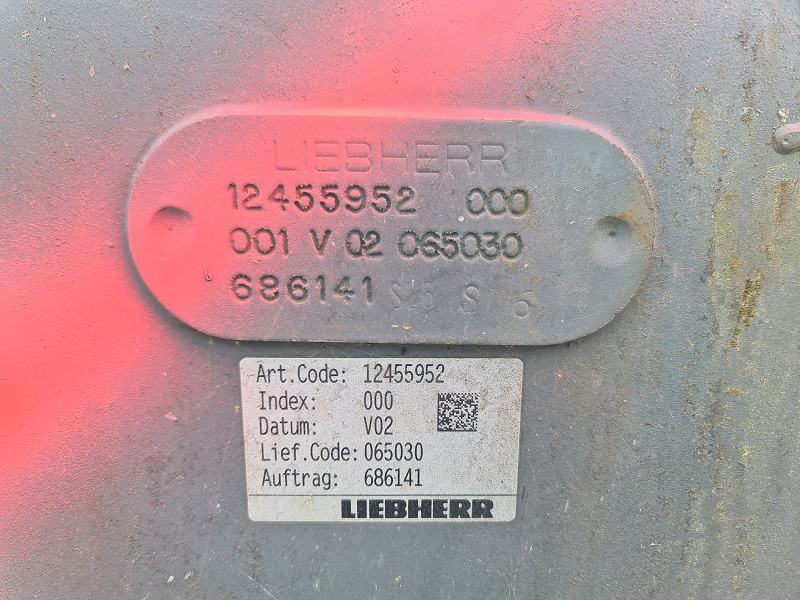 LIEBHERR
12455952 000
001 V 02 065030
686141
Art.Code: 12455952
Index: 000
Datum: V02
Lief.Code: 065030
Auftrag: 686141
LIEBHERR